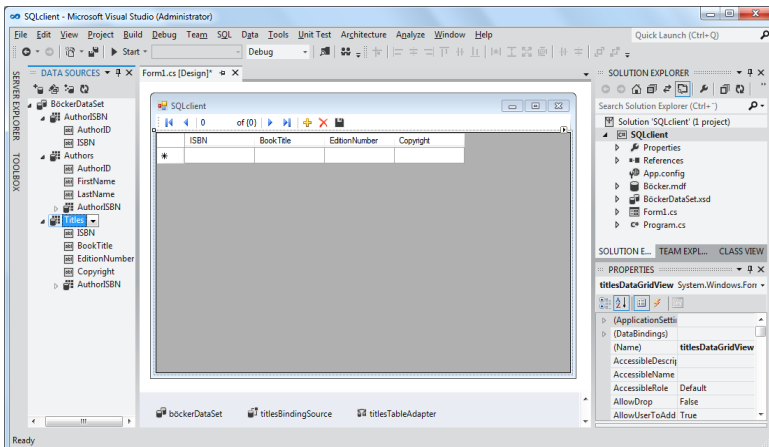 SQLclient - Microsoft Visual Studio (Administrator)
File Edit View Project Build Debug Team SQL Data Tools Unit Test Architecture Analyze Window Help
Quick Launch (Ctrl+Q)
Start
Debug
SERVER EXPLORER
TOOLBOX
DATA SOURCES
BöckerDataSet
AuthorISBN
AuthorID
ISBN
Authors
AuthorID
FirstName
LastName
AuthorISBN
Titles
ISBN
BookTitle
EditionNumber
Copyright
AuthorISBN
Form1.cs [Design]*
SQLclient
0 of {0}
ISBN BookTitle EditionNumber Copyright
böckerDataSet titlesBindingSource titlesTableAdapter
SOLUTION EXPLORER
Search Solution Explorer (Ctrl+¨)
Solution 'SQLclient' (1 project)
SQLclient
Properties
References
App.config
Böcker.mdf
BöckerDataSet.xsd
Form1.cs
Program.cs
SOLUTION E... TEAM EXPL... CLASS VIEW
PROPERTIES
titlesDataGridView System.Windows.Forr
(ApplicationSettir
(DataBindings)
(Name) titlesDataGridView
AccessibleDescrip
AccessibleName
AccessibleRole Default
AllowDrop False
AllowUserToAdd True
Ready